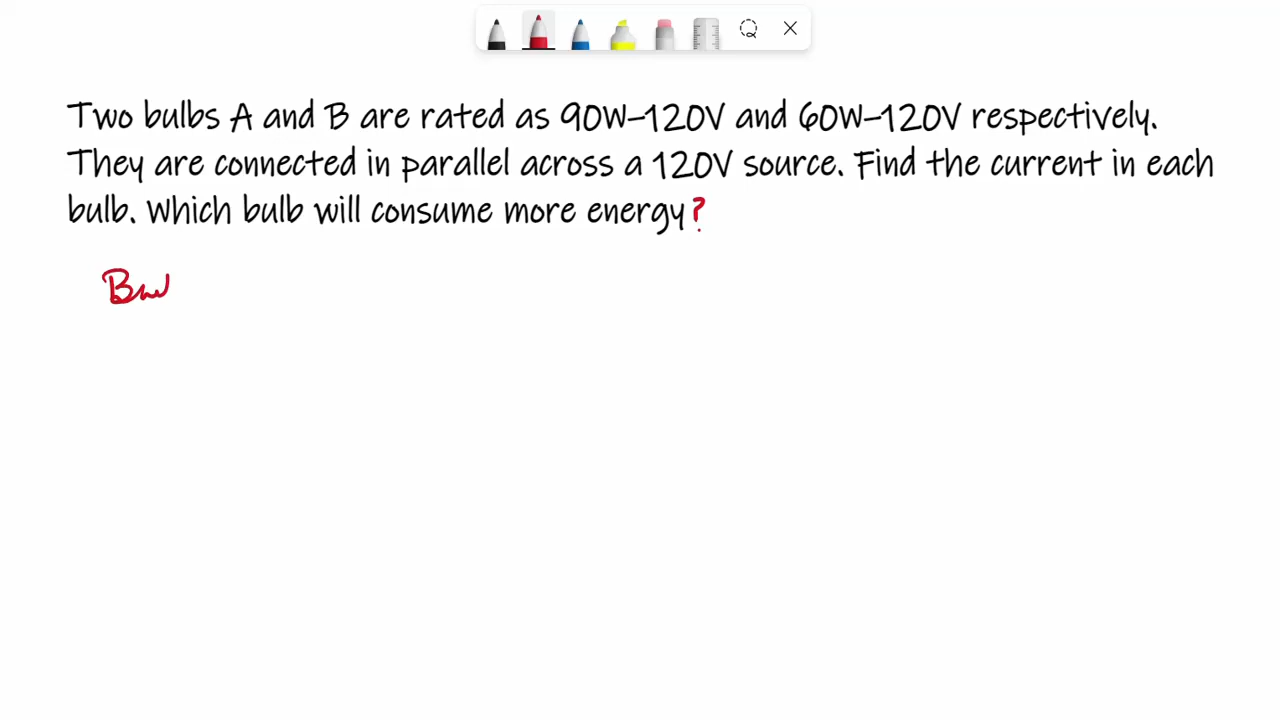 Two bulbs A and B are rated as 90W-120V and 60W-120V respectively.
They are connected in parallel across a 120V source. Find the current in each
bulb. Which bulb will consume more energy?